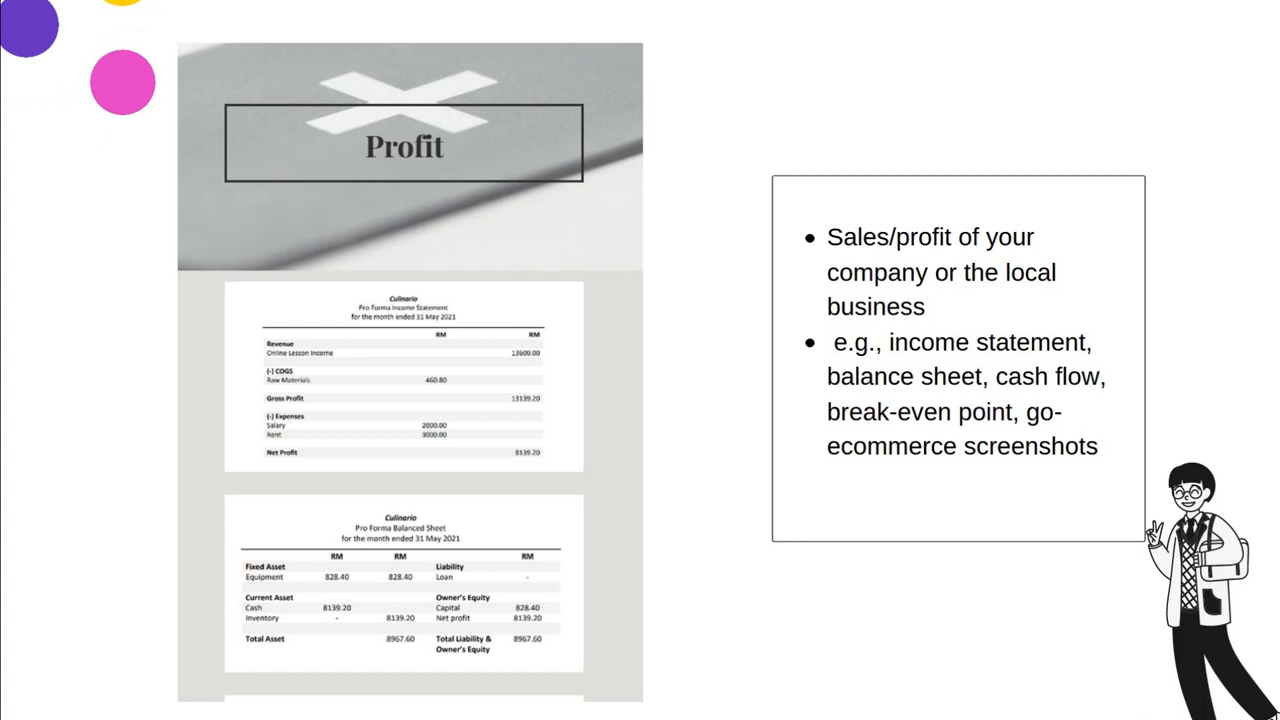 Profit
Culinario
Pro Forma Income Statement
for the month ended 31 May 2021
RM RM
Revenue
Online Lesson Income 13600.00
(-) COGS
Raw Materials 460.80
Gross Profit 13139.20
(-) Expenses
Salary 2000.00
Rent 3000.00
Net Profit 8139.20
Culinario
Pro Forma Balanced Sheet
for the month ended 31 May 2021
RM RM RM
Fixed Asset Liability
Equipment 828.40 828.40 Loan -
Current Asset Owner's Equity
Cash 8139.20 Capital 828.40
Inventory - 8139.20 Net profit 8139.20
Total Asset 8967.60 Total Liability & 8967.60
Owner's Equity
• Sales/profit of your
company or the local
business
• e.g., income statement,
balance sheet, cash flow,
break-even point, go-
ecommerce screenshots